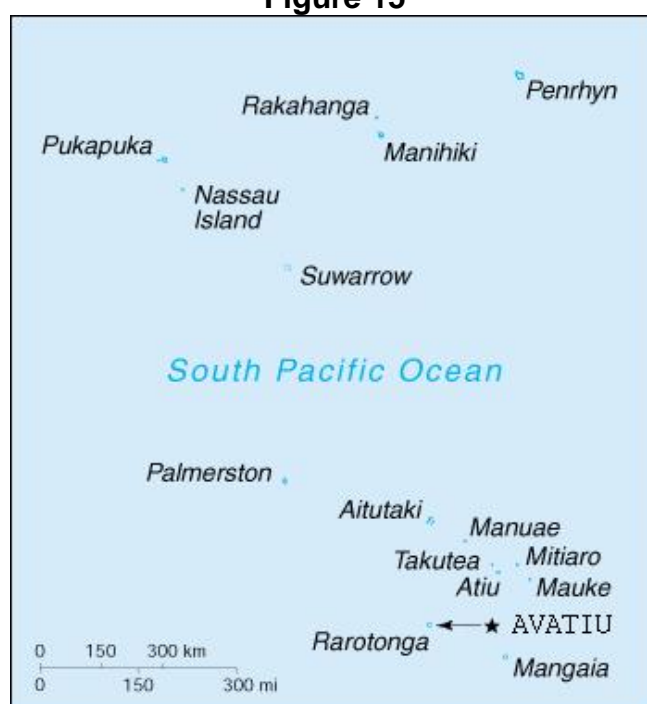 Figure 15
Penrhyn
Rakahanga
Manihiki
Pukapuka
Nassau
Island
Suwarrow
South Pacific Ocean
Palmerston
Aitutaki
Manuae
Takutea
Mitiaro
Atiu
Mauke
AVATIU
Rarotonga
Mangaia
0 150 300 km
0 150 300 mi